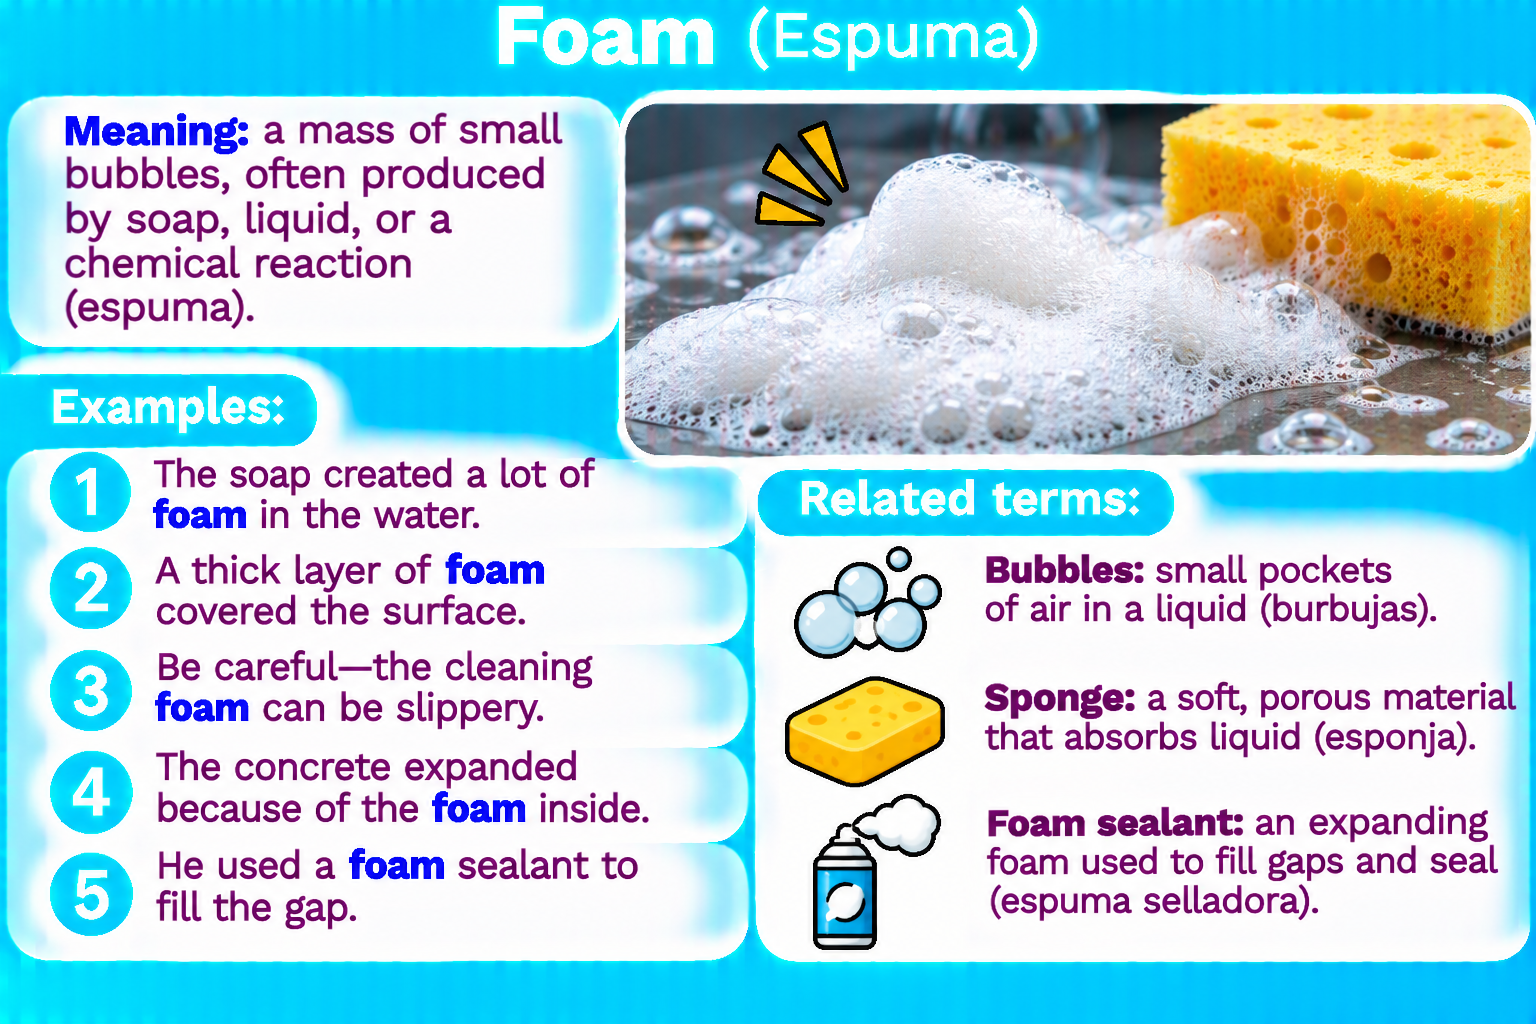 Foam (Espuma)
Meaning: a mass of small
bubbles, often produced
by soap, liquid, or a
chemical reaction
(espuma).
Examples:
1 The soap created a lot of
foam in the water.
2 A thick layer of foam
covered the surface.
3 Be careful—the cleaning
foam can be slippery.
4 The concrete expanded
because of the foam inside.
5 He used a foam sealant to
fill the gap.
Related terms:
Bubbles: small pockets
of air in a liquid (burbujas).
Sponge: a soft, porous material
that absorbs liquid (esponja).
Foam sealant: an expanding
foam used to fill gaps and seal
(espuma selladora).